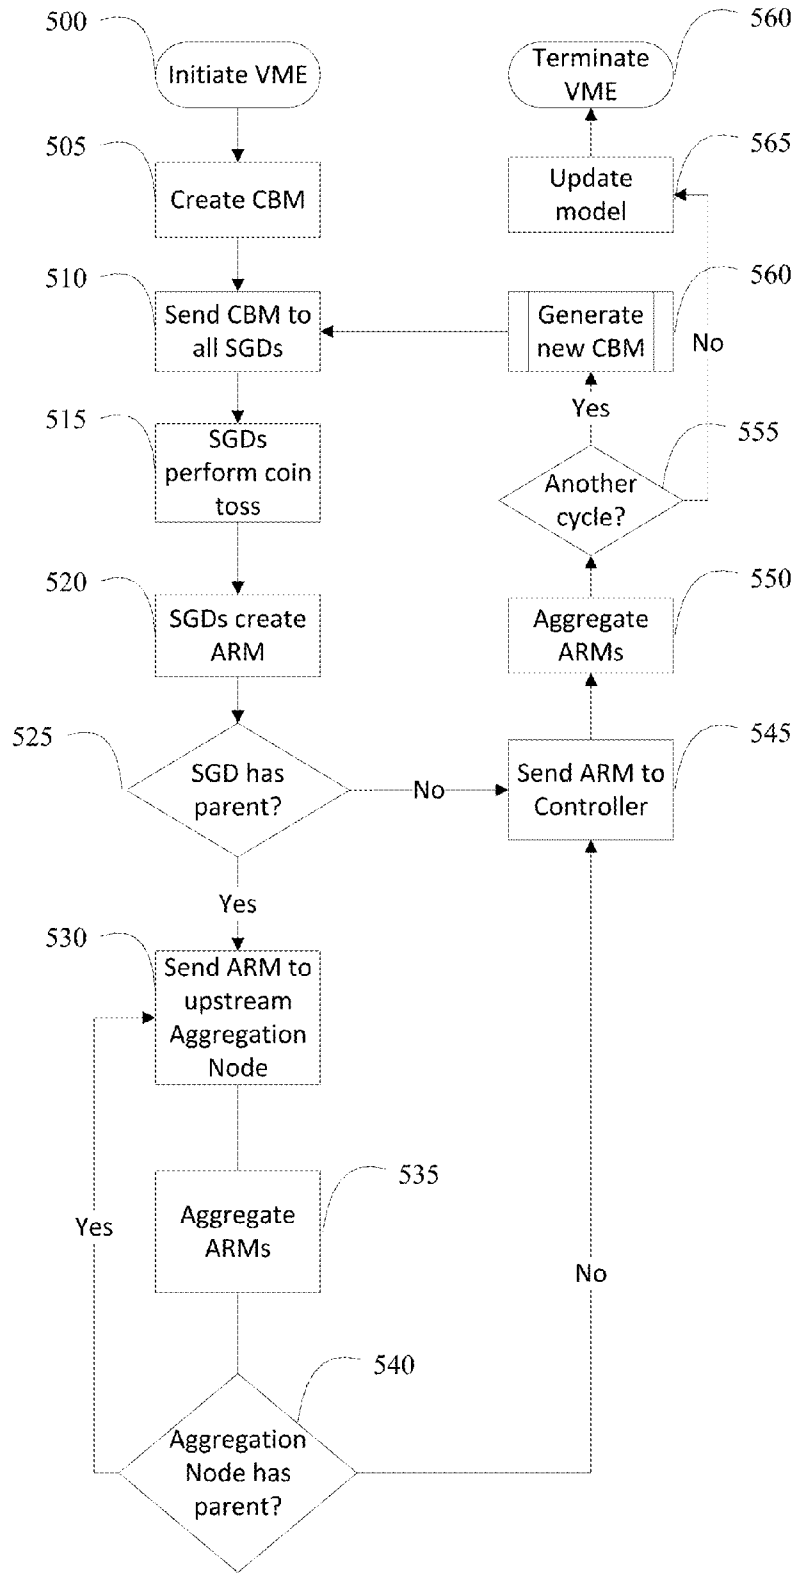 500
Initiate VME
505
Create CBM
510
Send CBM to
all SGDs
515
SGDs
perform coin
toss
520
SGDs create
ARM
525
SGD has
parent?
No
Yes
530
Send ARM to
upstream
Aggregation
Node
535
Aggregate
ARMs
Yes
540
Aggregation
Node has
parent?
No
545
Send ARM to
Controller
550
Aggregate
ARMs
555
Another
cycle?
Yes
No
560
Generate
new CBM
565
Update
model
560
Terminate
VME